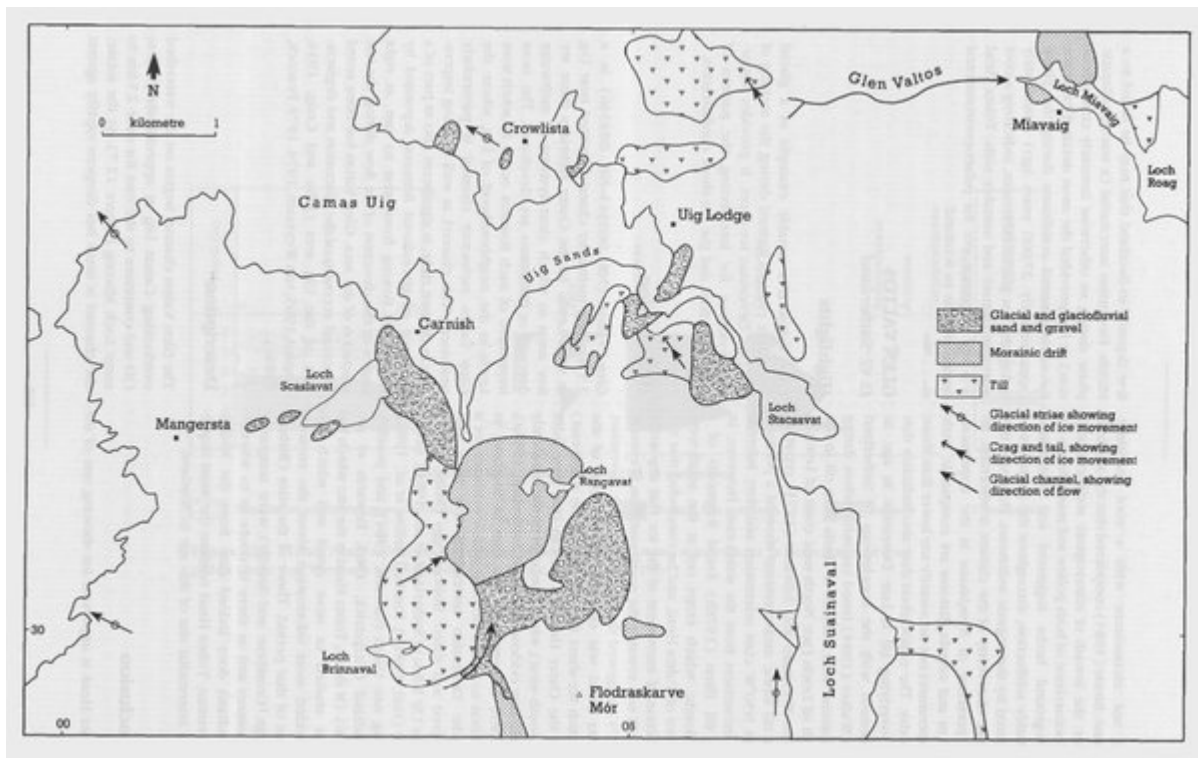 N
0 kilometre 1
Glen Valtos
Loch Miavaig
Miavaig
Loch
Roag
Crowlista
Camas Uig
Uig Lodge
Uig Sands
Carnish
Loch
Scaslavat
Mangersta
Loch
Stacsavat
Loch
Rangavat
Glacial and glaciofluvial
sand and gravel
Morainic drift
Till
Glacial striae showing
direction of ice movement
Crag and tail, showing
direction of ice movement
Glacial channel, showing
direction of flow
30
Loch
Brinnaval
Loch Suainaval
Flodraskarve
Mór
00
05